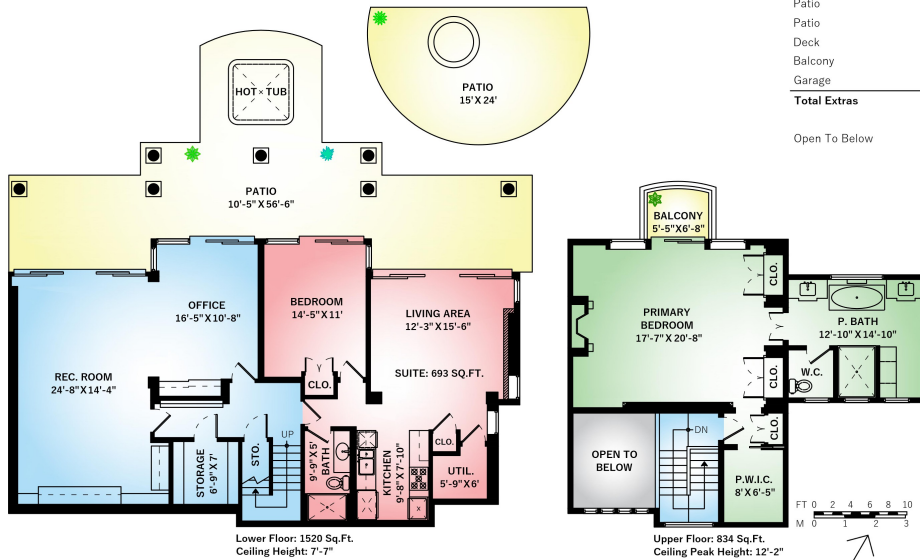 Patio
Patio
Deck
Balcony
Garage
Total Extras
Open To Below
HOT TUB
PATIO
15' X 24'
PATIO
10'-5" X 56'-6"
OFFICE
16'-5" X 10'-8"
BEDROOM
14'-5" X 11'
LIVING AREA
12'-3" X 15'-6"
SUITE: 693 SQ.FT.
REC. ROOM
24'-8" X 14'-4"
CLO.
UP
STORAGE
6'-9" X 7'
STO.
9'-9" X 5'
BATH
KITCHEN
9'-8" X 7'-10"
CLO.
UTIL.
5'-9" X 6'
Lower Floor: 1520 Sq.Ft.
Ceiling Height: 7'-7"
BALCONY
5'-5" X 6'-8"
CLO.
PRIMARY
BEDROOM
17'-7" X 20'-8"
P. BATH
12'-10" X 14'-10"
W.C.
CLO.
CLO.
DN
OPEN TO
BELOW
P.W.I.C.
8' X 6'-5"
Upper Floor: 834 Sq.Ft.
Ceiling Peak Height: 12'-2"
FT 0 2 4 6 8 10
M 0 1 2 3